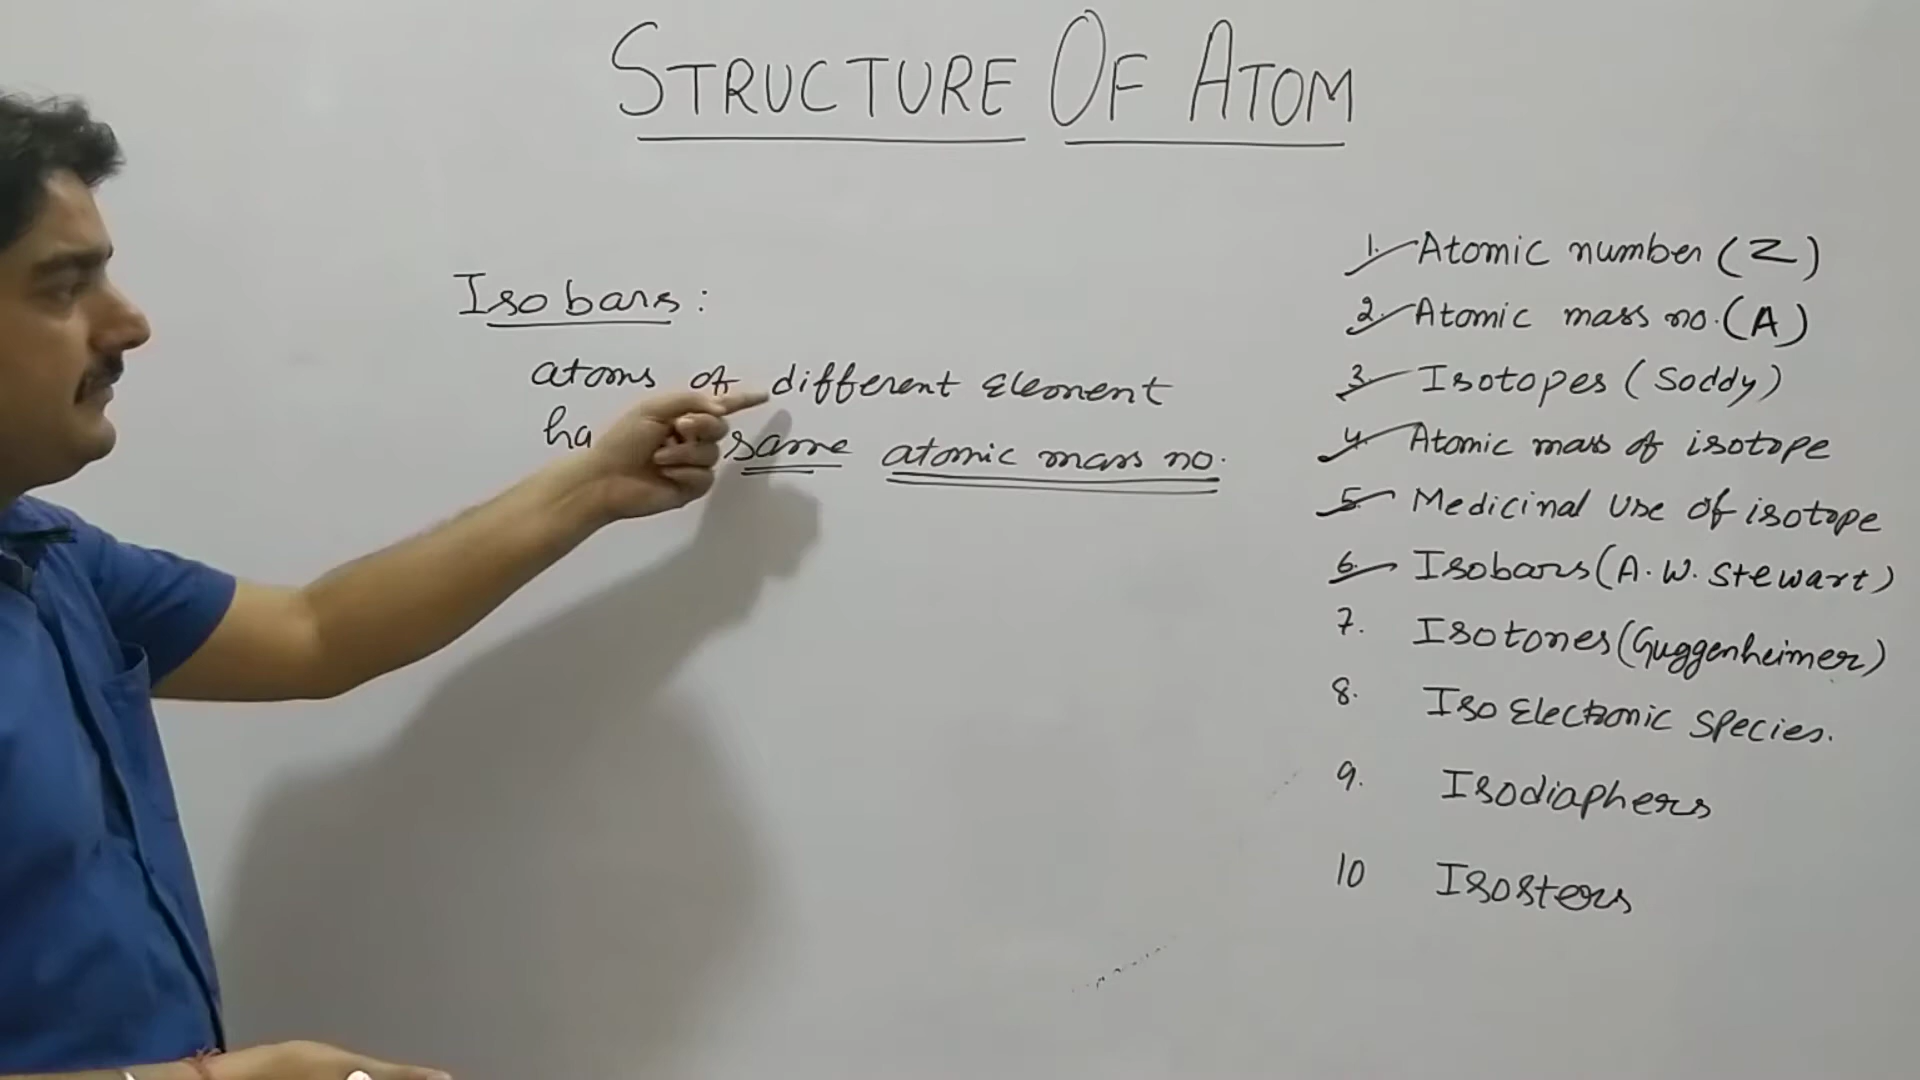 STRUCTURE OF ATOM
Isobars:
atoms of different Element
same atomic mass no.
1. Atomic number (Z)
2. Atomic mass no. (A)
3. Isotopes (Soddy)
4. Atomic mass of isotope
5. Medicinal Use of isotope
6. Isobars (A. W. Stewart)
7. Isotones (Guggenheimer)
8. Iso Electronic Species.
9. Isodiaphers
10 Isosters